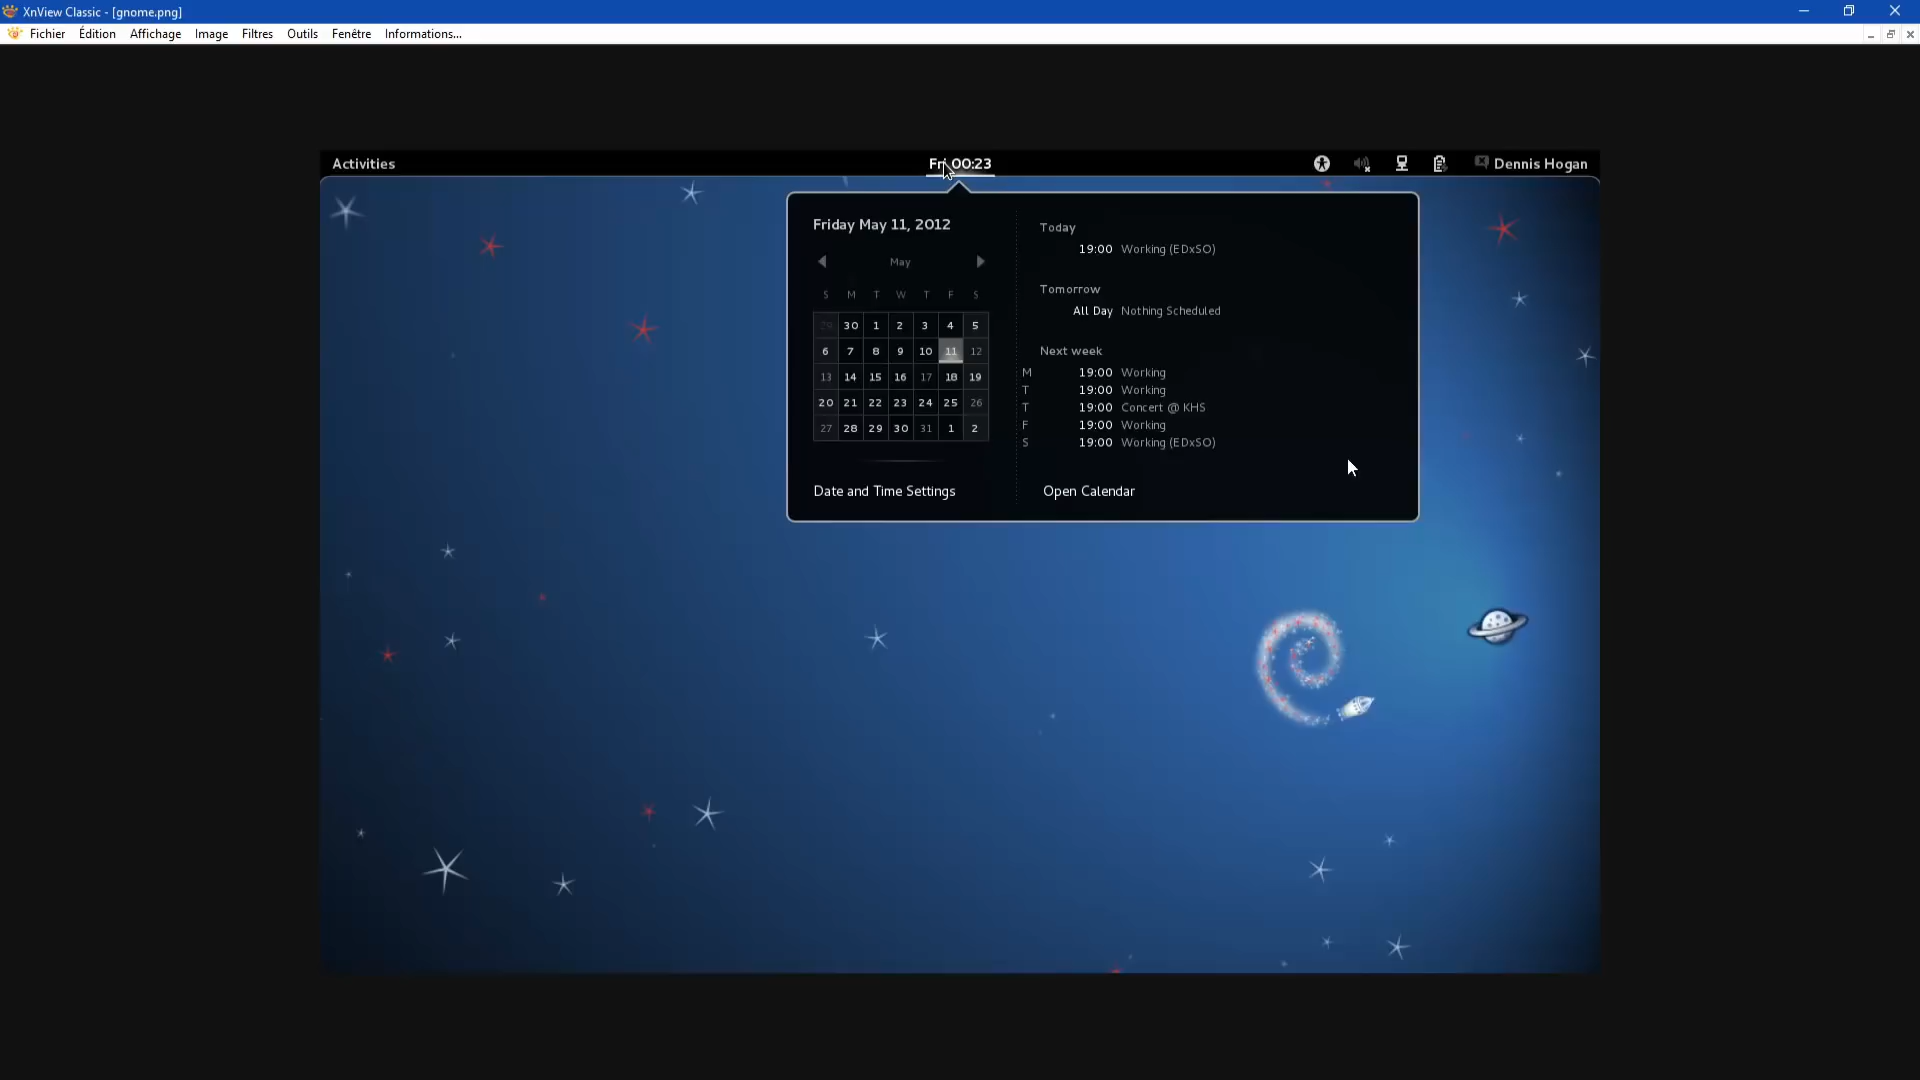 XnView Classic - [gnome.png]
Fichier Édition Affichage Image Filtres Outils Fenêtre Informations...
Activities Fri 00:23 Dennis Hogan
Friday May 11, 2012
May
S M T W T F S
29 30 1 2 3 4 5
6 7 8 9 10 11 12
13 14 15 16 17 18 19
20 21 22 23 24 25 26
27 28 29 30 31 1 2
Date and Time Settings
Today
19:00 Working (EDxSO)
Tomorrow
All Day Nothing Scheduled
Next week
M 19:00 Working
T 19:00 Working
T 19:00 Concert @ KHS
F 19:00 Working
S 19:00 Working (EDxSO)
Open Calendar